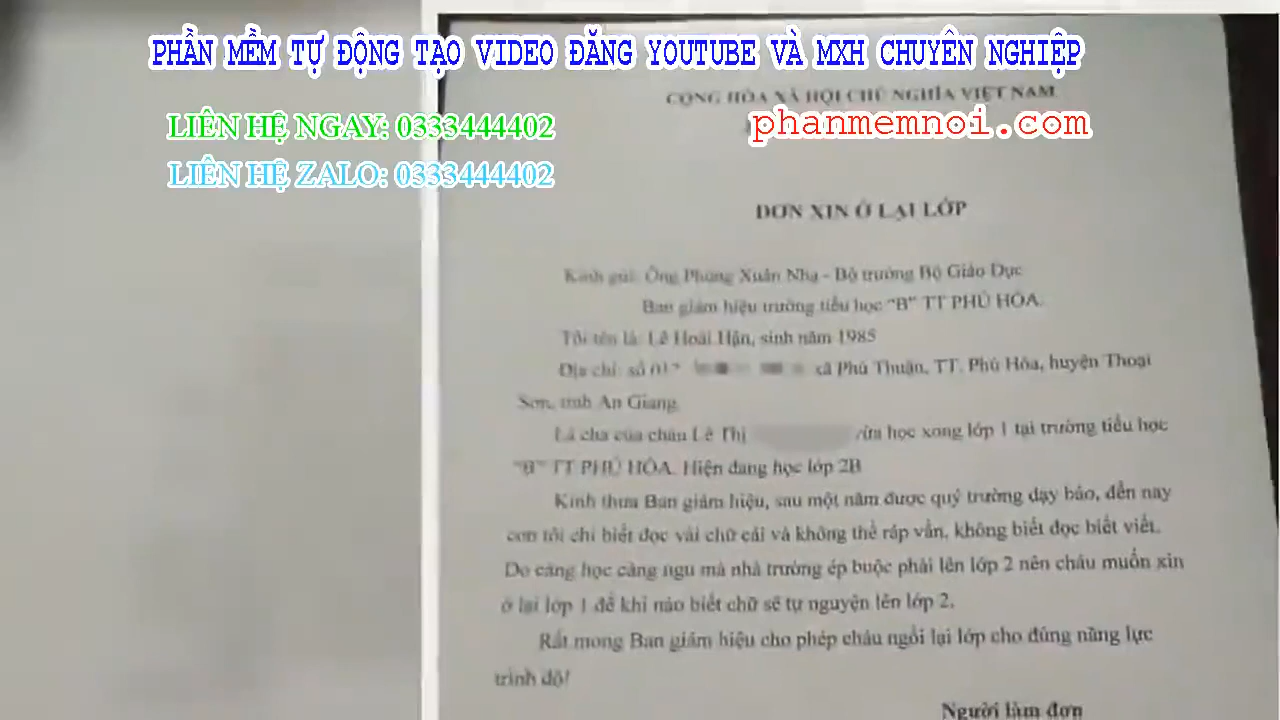 PHẦN MỀM TỰ ĐỘNG TẠO VIDEO ĐĂNG YOUTUBE VÀ MXH CHUYÊN NGHIỆP
CỘNG HÒA XÃ HỘI CHỦ NGHĨA VIỆT NAM
LIÊN HỆ NGAY: 0333444402
phanmemnoi.com
LIÊN HỆ ZALO: 0333444402
ĐƠN XIN Ở LẠI LỚP
Kính gửi: Ông Phùng Xuân Nhạ - Bộ trưởng Bộ Giáo Dục
Ban giám hiệu trường tiểu học "B" TT PHÚ HÒA.
Tôi tên là: Lê Hoài Hận, sinh năm 1985
Địa chỉ: số 017 xã Phú Thuận, TT. Phú Hòa, huyện Thoại
Sơn, tỉnh An Giang
Là cha của cháu Lê Thị vừa học xong lớp 1 tại trường tiểu học
"B" TT PHÚ HÒA. Hiện đang học lớp 2B
Kính thưa Ban giám hiệu, sau một năm được quý trường dạy bảo, đến nay
con tôi chỉ biết đọc vài chữ cái và không thể ráp vần, không biết đọc biết viết.
Do càng học càng ngu mà nhà trường ép buộc phải lên lớp 2 nên cháu muốn xin
ở lại lớp 1 để khi nào biết chữ sẽ tự nguyện lên lớp 2.
Rất mong Ban giám hiệu cho phép cháu ngồi lại lớp cho đúng năng lực
trình độ!
Người làm đơn